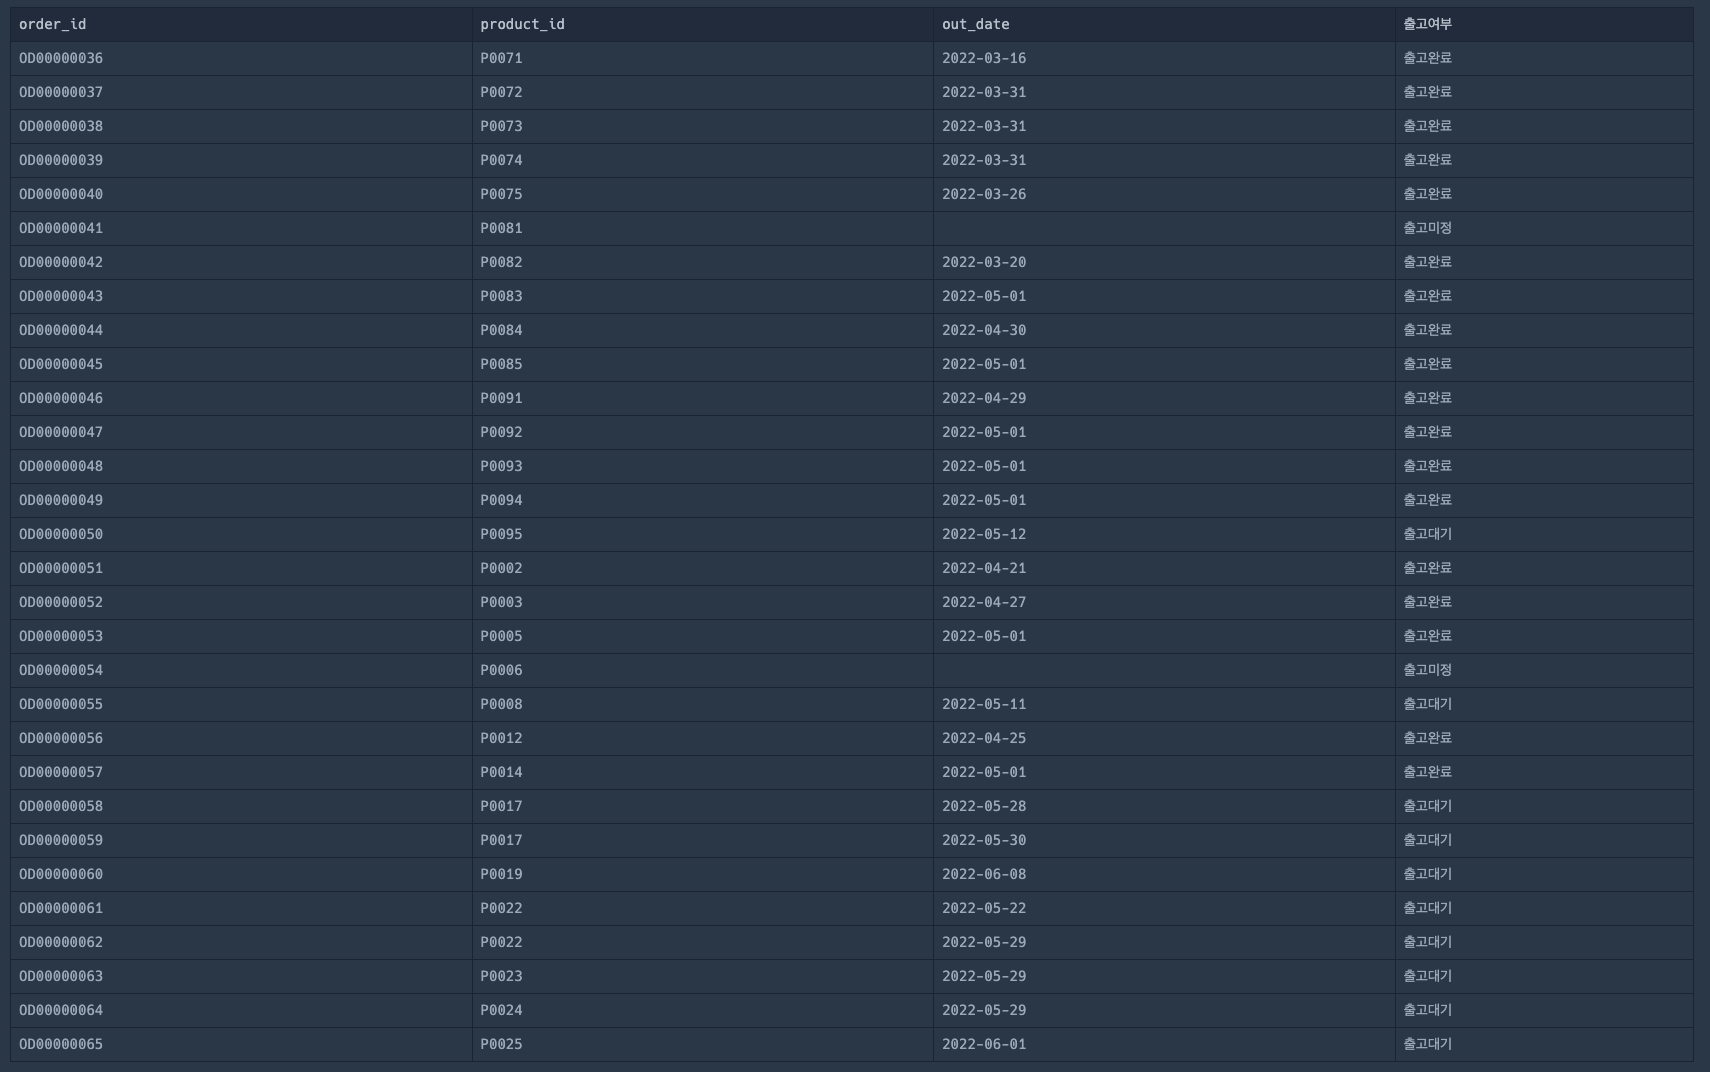 order_id product_id out_date 출고여부
OD00000036 P0071 2022-03-16 출고완료
OD00000037 P0072 2022-03-31 출고완료
OD00000038 P0073 2022-03-31 출고완료
OD00000039 P0074 2022-03-31 출고완료
OD00000040 P0075 2022-03-26 출고완료
OD00000041 P0081 출고미정
OD00000042 P0082 2022-03-20 출고완료
OD00000043 P0083 2022-05-01 출고완료
OD00000044 P0084 2022-04-30 출고완료
OD00000045 P0085 2022-05-01 출고완료
OD00000046 P0091 2022-04-29 출고완료
OD00000047 P0092 2022-05-01 출고완료
OD00000048 P0093 2022-05-01 출고완료
OD00000049 P0094 2022-05-01 출고완료
OD00000050 P0095 2022-05-12 출고대기
OD00000051 P0002 2022-04-21 출고완료
OD00000052 P0003 2022-04-27 출고완료
OD00000053 P0005 2022-05-01 출고완료
OD00000054 P0006 출고미정
OD00000055 P0008 2022-05-11 출고대기
OD00000056 P0012 2022-04-25 출고완료
OD00000057 P0014 2022-05-01 출고완료
OD00000058 P0017 2022-05-28 출고대기
OD00000059 P0017 2022-05-30 출고대기
OD00000060 P0019 2022-06-08 출고대기
OD00000061 P0022 2022-05-22 출고대기
OD00000062 P0022 2022-05-29 출고대기
OD00000063 P0023 2022-05-29 출고대기
OD00000064 P0024 2022-05-29 출고대기
OD00000065 P0025 2022-06-01 출고대기